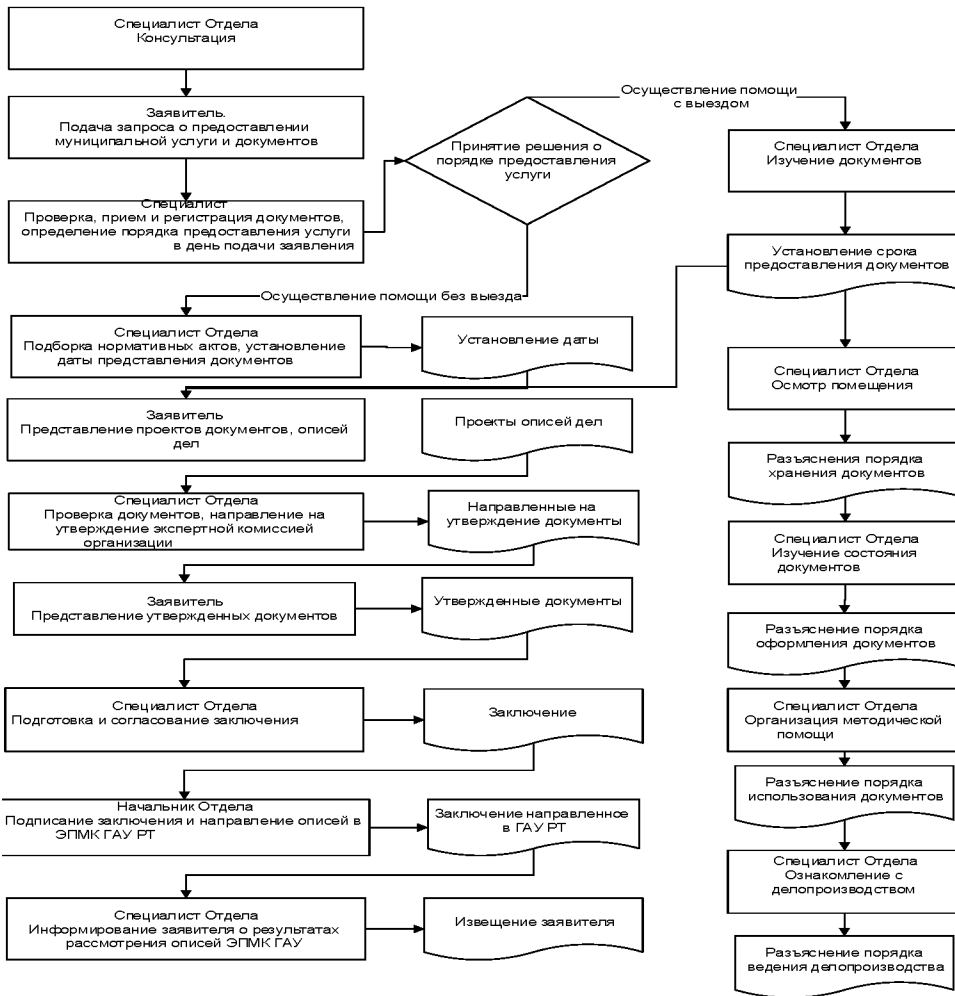 Специалист Отдела
Консультация
Заявитель.
Подача запроса о предоставлении
муниципальной услуги и документов
Специалист
Проверка, прием и регистрация документов,
определение порядка предоставления услуги
в день подачи заявления
Принятие решения о
порядке предоставления
услуги
Осуществление помощи
с выездом
Осуществление помощи без выезда
Специалист Отдела
Подборка нормативных актов, установление
даты представления документов
Установление даты
Заявитель
Представление проектов документов, описей
дел
Проекты описей дел
Специалист Отдела
Проверка документов, направление на
утверждение экспертной комиссией
организации
Направленные на
утверждение документы
Заявитель
Представление утвержденных документов
Утвержденные документы
Специалист Отдела
Подготовка и согласование заключения
Заключение
Начальник Отдела
Подписание заключения и направление описей в
ЭПМК ГАУ РТ
Заключение направленное
в ГАУ РТ
Специалист Отдела
Информирование заявителя о результатах
рассмотрения описей ЭПМК ГАУ
Извещение заявителя
Специалист Отдела
Изучение документов
Установление срока
предоставления документов
Специалист Отдела
Осмотр помещения
Разъяснения порядка
хранения документов
Специалист Отдела
Изучение состояния
документов
Разъяснение порядка
оформления документов
Специалист Отдела
Организация методической
помощи
Разъяснение порядка
использования документов
Специалист Отдела
Ознакомление с
делопроизводством
Разъяснение порядка
ведения делопроизводства